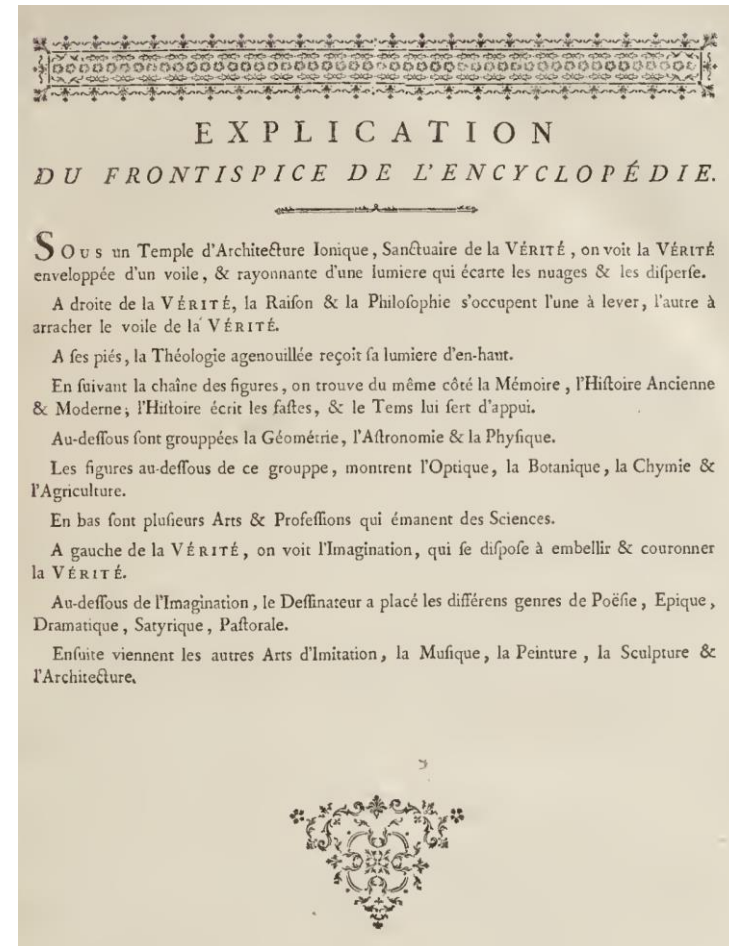 EXPLICATION
DU FRONTISPICE DE L'ENCYCLOPÉDIE.
SOUS un Temple d'Architecture Ionique, Sanctuaire de la VÉRITÉ, on voit la VÉRITÉ
enveloppée d'un voile, & rayonnante d'une lumiere qui écarte les nuages & les diſperſe.
A droite de la VÉRITÉ, la Raiſon & la Philoſophie s'occupent l'une à lever, l'autre à
arracher le voile de la VÉRITÉ.
A ſes piés, la Théologie agenouillée reçoit ſa lumiere d'en-haut.
En ſuivant la chaîne des figures, on trouve du même côté la Mémoire, l'Hiſtoire Ancienne
& Moderne; l'Hiſtoire écrit les faſtes, & le Tems lui ſert d'appui.
Au-deſſous ſont grouppées la Géométrie, l'Aſtronomie & la Phyſique.
Les figures au-deſſous de ce grouppe, montrent l'Optique, la Botanique, la Chymie &
l'Agriculture.
En bas ſont pluſieurs Arts & Profeſſions qui émanent des Sciences.
A gauche de la VÉRITÉ, on voit l'Imagination, qui ſe diſpoſe à embellir & couronner
la VÉRITÉ.
Au-deſſous de l'Imagination, le Deſſinateur a placé les différens genres de Poëſie, Epique,
Dramatique, Satyrique, Paſtorale.
Enſuite viennent les autres Arts d'Imitation, la Muſique, la Peinture, la Sculpture &
l'Architecture.